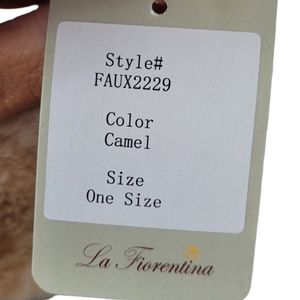 Style#
FAUX2229
Color
Camel
Size
One Size
La Fiorentina